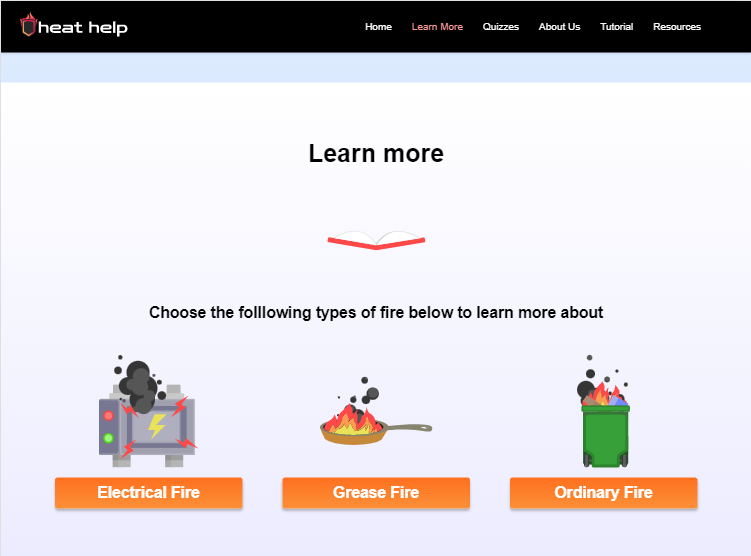 heat help
Home Learn More Quizzes About Us Tutorial Resources
Learn more
Choose the folllowing types of fire below to learn more about
Electrical Fire Grease Fire Ordinary Fire